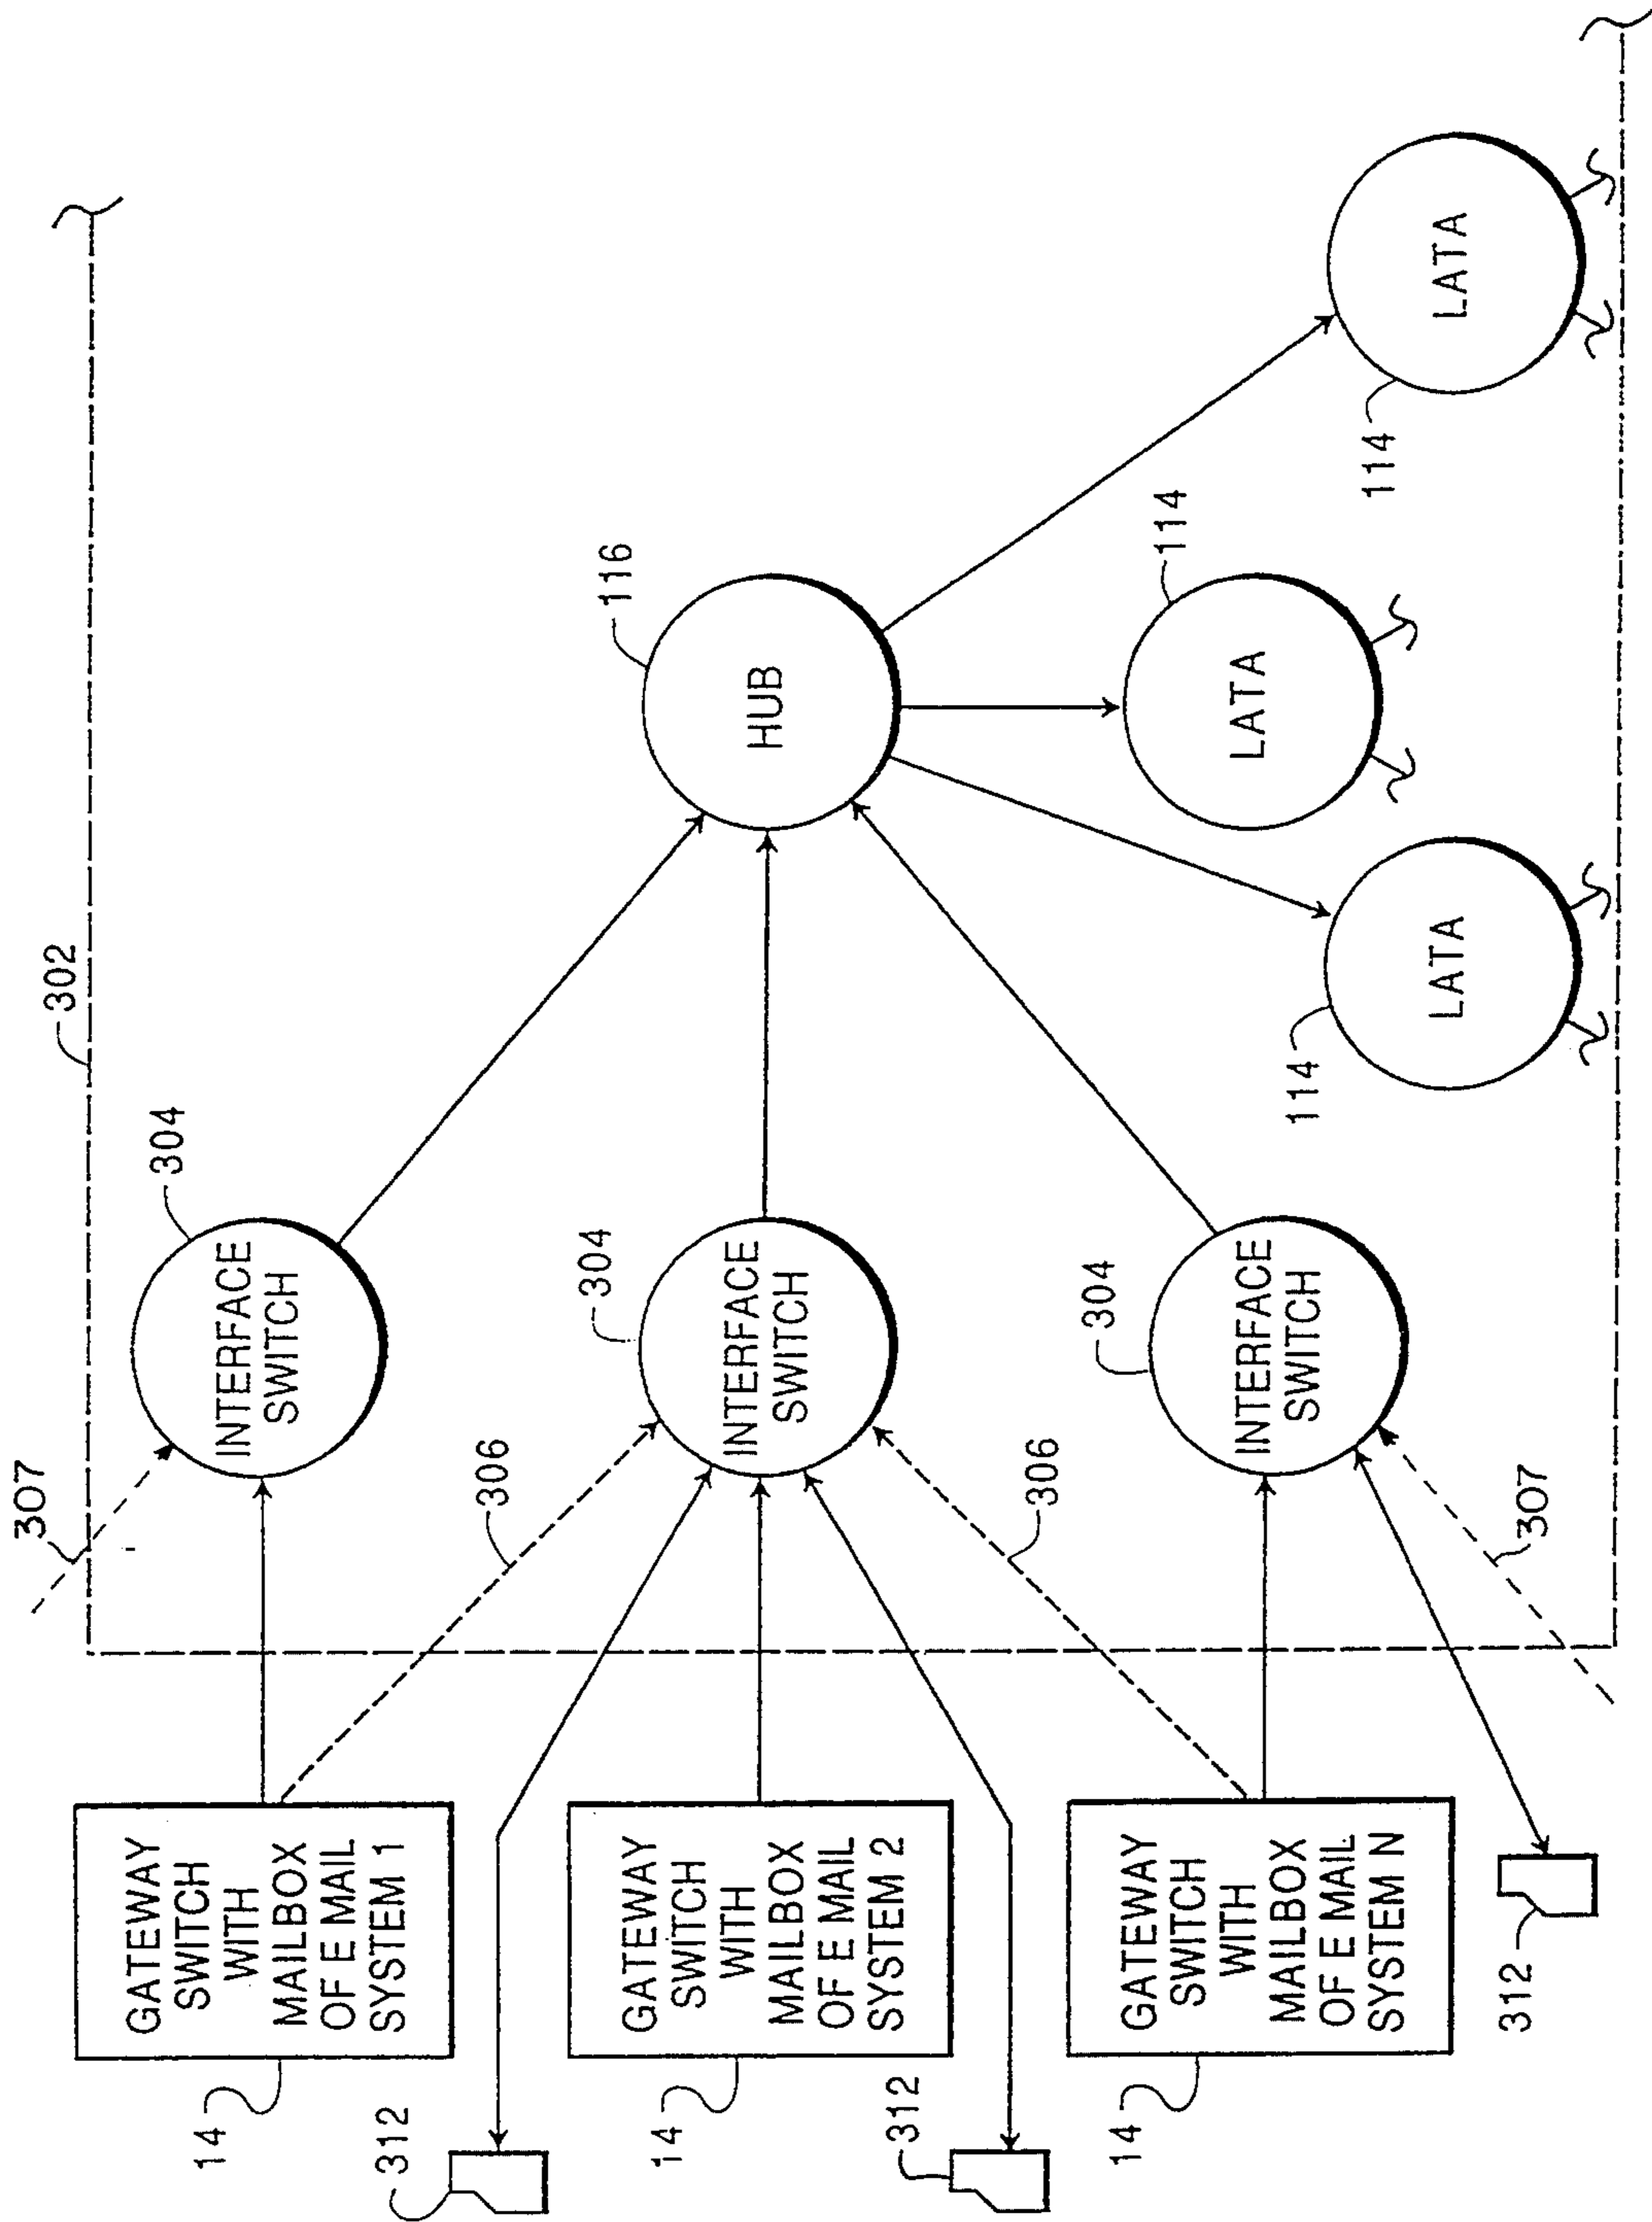 307
302
304
INTERFACE
SWITCH
GATEWAY
SWITCH
WITH
MAILBOX
OF E MAIL
SYSTEM 1
14
306
312
116
HUB
304
INTERFACE
SWITCH
GATEWAY
SWITCH
WITH
MAILBOX
OF E MAIL
SYSTEM 2
14
306
312
114
LATA
304
INTERFACE
SWITCH
GATEWAY
SWITCH
WITH
MAILBOX
OF E MAIL
SYSTEM N
14
307
312
114
LATA
114
LATA